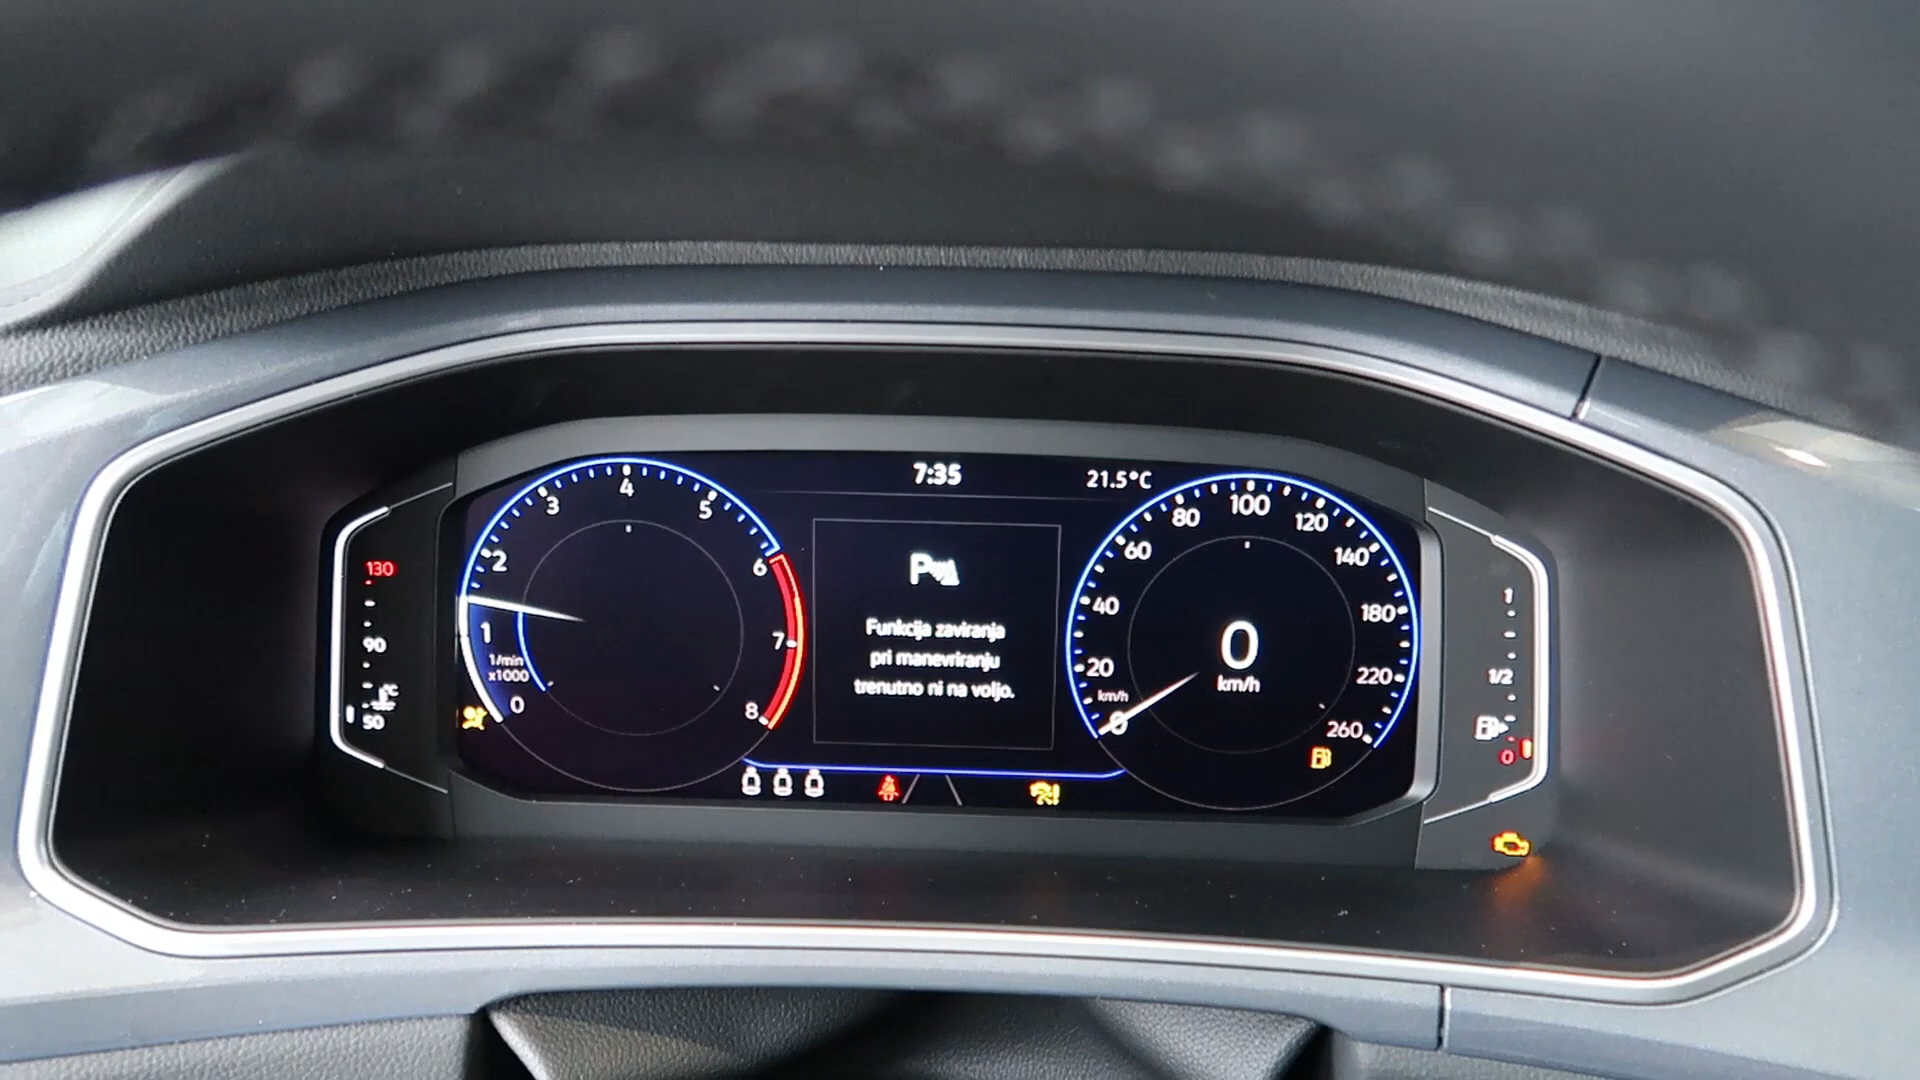 7:35
21.5°C
130
90
°C
50
0
1
2
3
4
5
6
7
8
1/min
x1000
P
Funkcija zaviranja
pri manevriranju
trenutno ni na voljo.
0
20
40
60
80
100
120
140
180
220
260
km/h
0
km/h
1
1/2
0